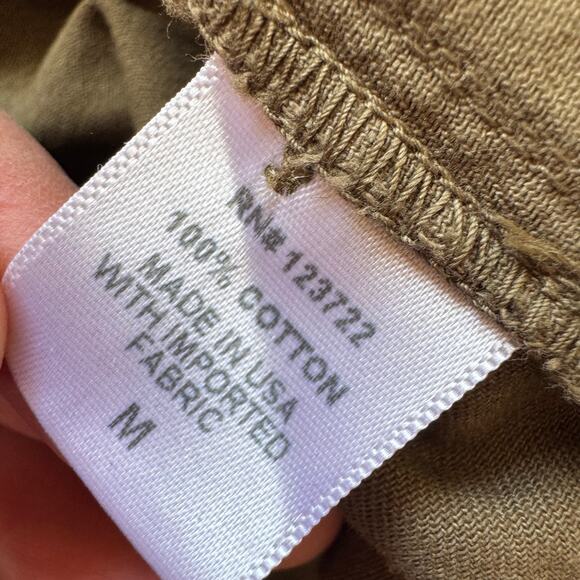 RN# 123722
100% COTTON
MADE IN USA
WITH IMPORTED
FABRIC
M